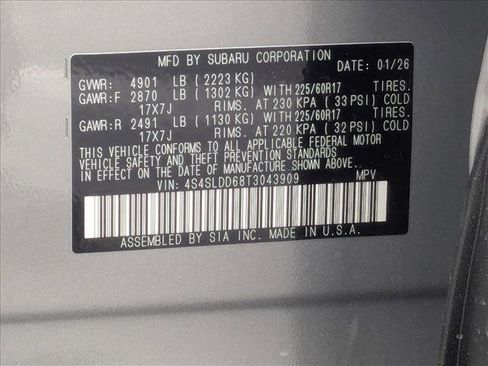 MFD BY SUBARU CORPORATION DATE: 01/26
GVWR: 4901 LB (2223 KG)
GAWR:F 2870 LB (1302 KG) WITH 225/60R17 TIRES.
17X7J RIMS. AT 230 KPA (33 PSI) COLD
GAWR:R 2491 LB (1130 KG) WITH 225/60R17 TIRES.
17X7J RIMS. AT 220 KPA (32 PSI) COLD
THIS VEHICLE CONFORMS TO ALL APPLICABLE FEDERAL MOTOR
VEHICLE SAFETY AND THEFT PREVENTION STANDARDS
IN EFFECT ON THE DATE OF MANUFACTURE SHOWN ABOVE.
VIN: 4S4SLDD68T3043909 MPV
ASSEMBLED BY SIA INC. MADE IN U.S.A.